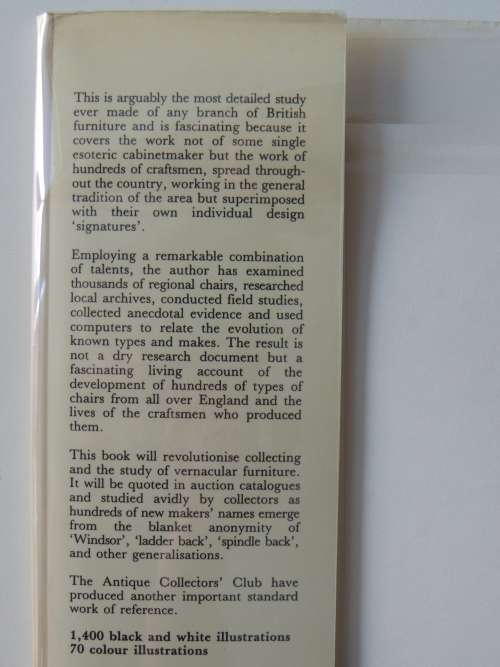 This is arguably the most detailed study
ever made of any branch of British
furniture and is fascinating because it
covers the work not of some single
esoteric cabinetmaker but the work of
hundreds of craftsmen, spread through-
out the country, working in the general
tradition of the area but superimposed
with their own individual design
‘signatures’.
Employing a remarkable combination
of talents, the author has examined
thousands of regional chairs, researched
local archives, conducted field studies,
collected anecdotal evidence and used
computers to relate the evolution of
known types and makes. The result is
not a dry research document but a
fascinating living account of the
development of hundreds of types of
chairs from all over England and the
lives of the craftsmen who produced
them.
This book will revolutionise collecting
and the study of vernacular furniture.
It will be quoted in auction catalogues
and studied avidly by collectors as
hundreds of new makers’ names emerge
from the blanket anonymity of
‘Windsor’, ‘ladder back’, ‘spindle back’,
and other generalisations.
The Antique Collectors’ Club have
produced another important standard
work of reference.
1,400 black and white illustrations
70 colour illustrations